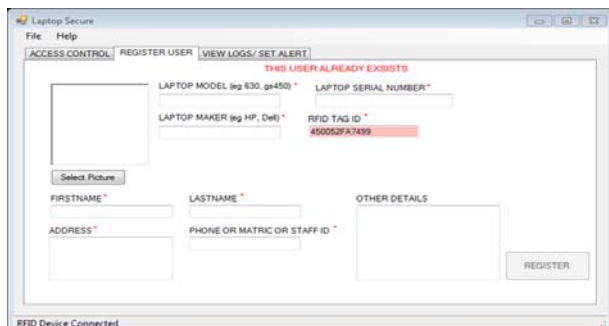 Laptop Secure
File Help
ACCESS CONTROL REGISTER USER VIEW LOGS/ SET ALERT
THIS USER ALREADY EXSISTS
LAPTOP MODEL (eg 630, gs450) * LAPTOP SERIAL NUMBER *
LAPTOP MAKER (eg HP, Dell) * RFID TAG ID *
450052FA7499
Select Picture
FIRSTNAME * LASTNAME * OTHER DETAILS
ADDRESS * PHONE OR MATRIC OR STAFF ID *
REGISTER
RFID Device Connected